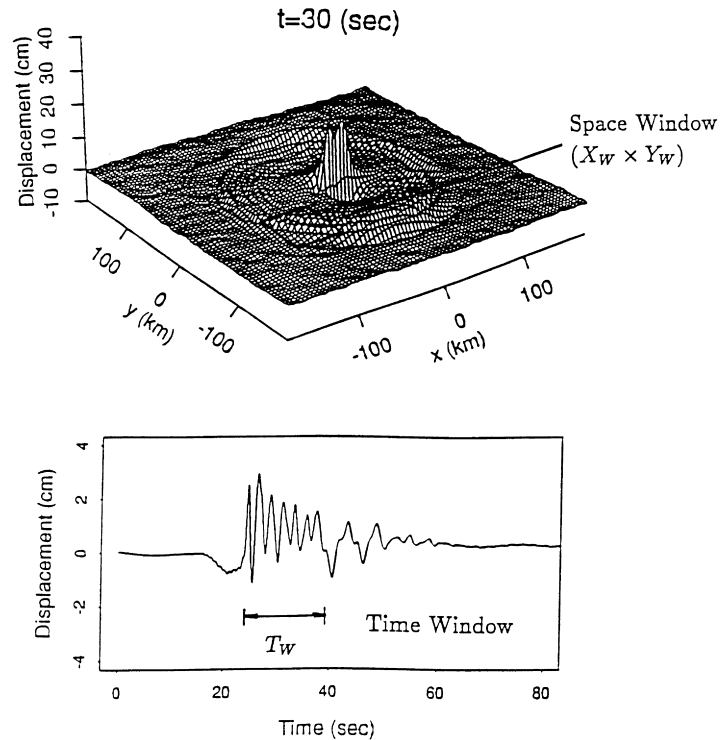 t=30 (sec)
Displacement (cm)
40
30
20
10
0
-10
Space Window
(X_W × Y_W)
100
0
-100
y (km)
-100
0
100
x (km)
Displacement (cm)
4
2
0
-2
-4
T_W
Time Window
0
20
40
60
80
Time (sec)